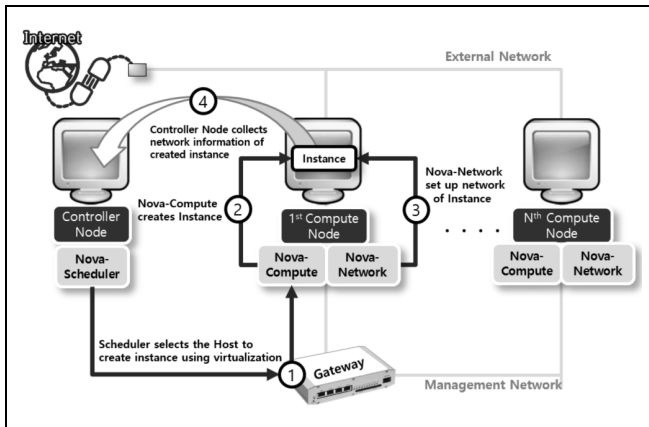 Internet
External Network
4
Controller Node collects
network information of
created instance
Instance
Nova-Compute
creates Instance
2
Nova-Network
set up network
of Instance
3
Controller
Node
Nova-
Scheduler
1st Compute
Node
Nova-
Compute
Nova-
Network
. . . .
Nth Compute
Node
Nova-
Compute
Nova-
Network
Scheduler selects the Host to
create instance using virtualization
1
Gateway
Management Network